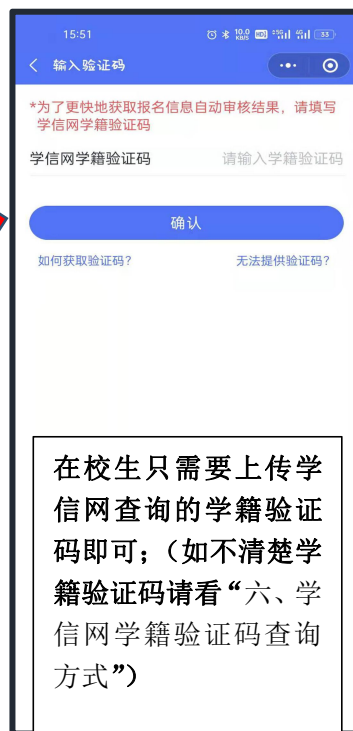 15:51 10.0 KB/S HD 5G 4G 33
输入验证码
*为了更快地获取报名信息自动审核结果，请填写
学信网学籍验证码
学信网学籍验证码 请输入学籍验证码
确认
如何获取验证码? 无法提供验证码?
在校生只需要上传学
信网查询的学籍验证
码即可；（如不清楚学
籍验证码请看“六、学
信网学籍验证码查询
方式”）